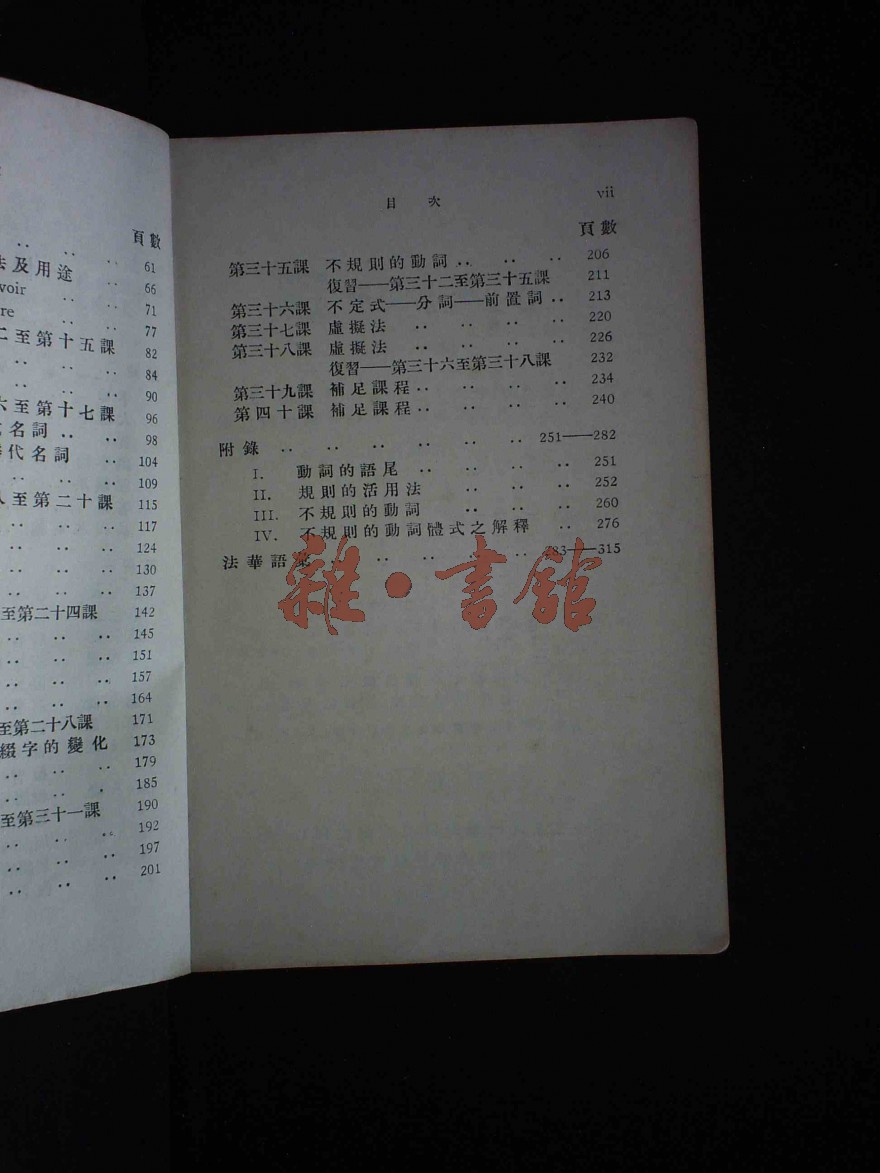 頁數
61
法及用途 66
voir 71
re 77
二至第十五課 82
84
90
六至第十七課 96
名詞 98
代名詞 104
109
至第二十課 115
117
124
130
137
至第二十四課 142
145
151
157
164
至第二十八課 171
綴字的變化 173
179
185
至第三十一課 190
192
197
201
目次 vii
頁數
第三十五課 不規則的動詞 .. .. .. 206
復習——第三十二至第三十五課 211
第三十六課 不定式——分詞——前置詞 .. 213
第三十七課 虛擬法 .. .. .. .. 220
第三十八課 虛擬法 .. .. .. .. 226
復習——第三十六至第三十八課 232
第三十九課 補足課程 .. .. .. .. 234
第四十課 補足課程 .. .. .. .. 240
附錄 .. .. .. .. .. .. 251——282
I. 動詞的語尾 .. .. .. .. 251
II. 規則的活用法 .. .. .. 252
III. 不規則的動詞 .. .. .. 260
IV. 不規則的動詞體式之解釋 .. 276
法華語彙 .. .. .. .. 283——315
雜·書館